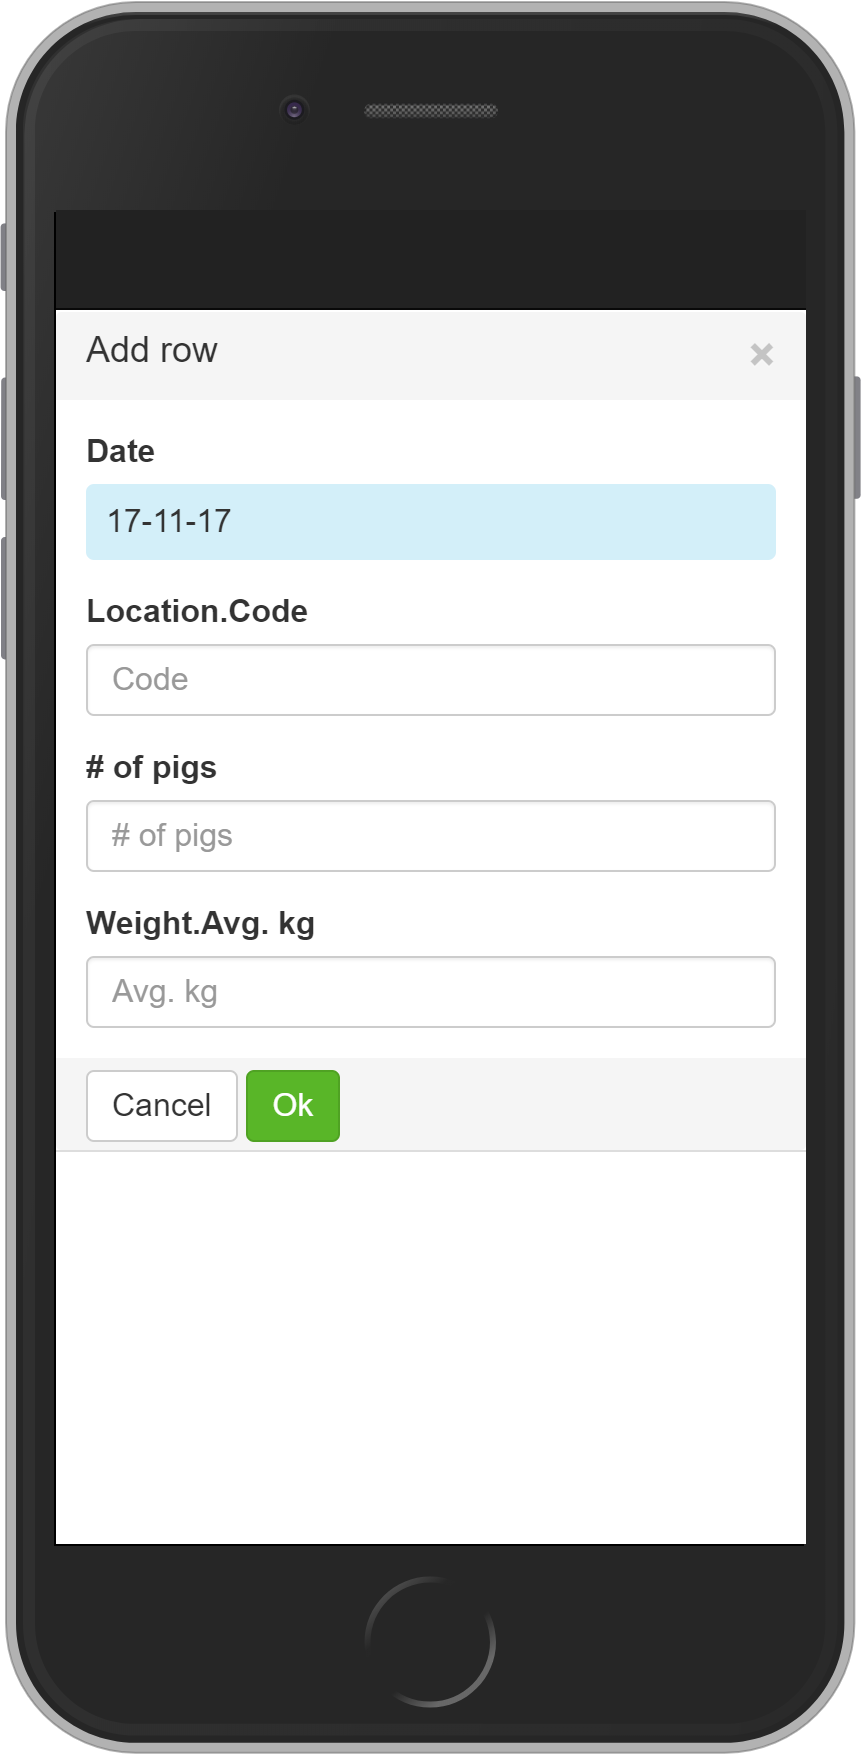 Add row
×
Date
17-11-17
Location.Code
Code
# of pigs
# of pigs
Weight.Avg. kg
Avg. kg
Cancel Ok